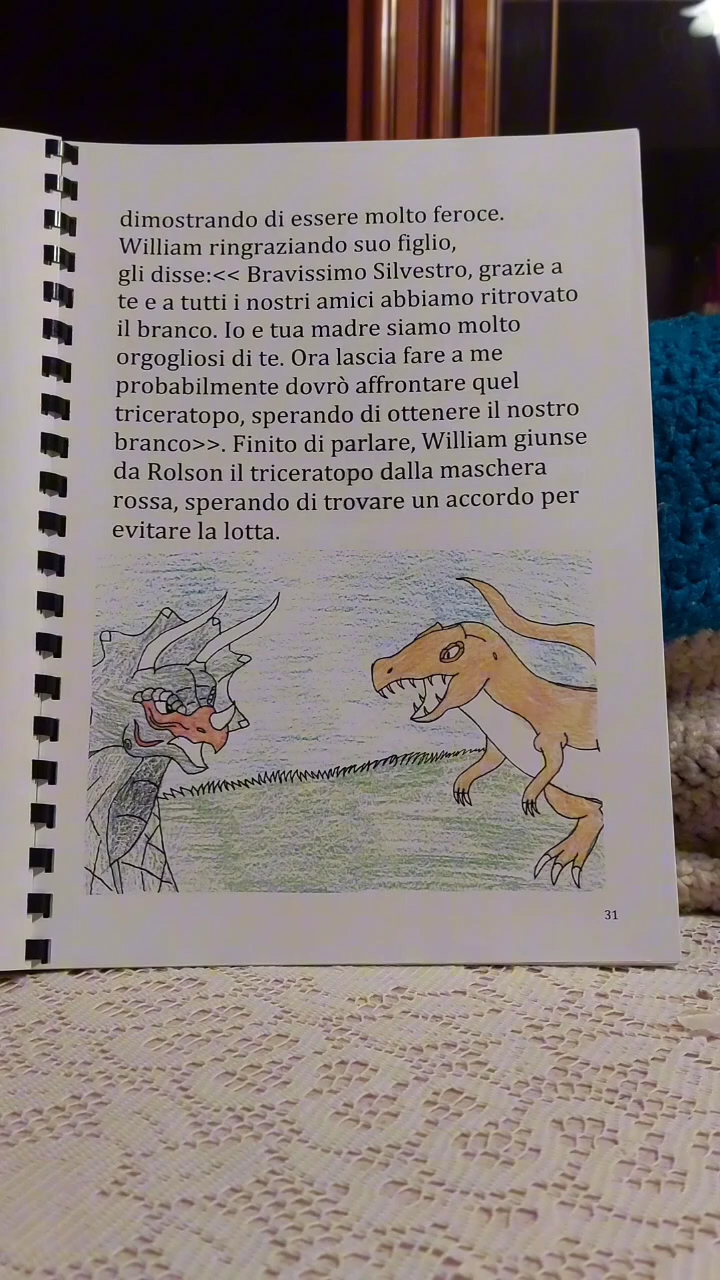 dimostrando di essere molto feroce.
William ringraziando suo figlio,
gli disse:<< Bravissimo Silvestro, grazie a
te e a tutti i nostri amici abbiamo ritrovato
il branco. Io e tua madre siamo molto
orgogliosi di te. Ora lascia fare a me
probabilmente dovrò affrontare quel
triceratopo, sperando di ottenere il nostro
branco>>. Finito di parlare, William giunse
da Rolson il triceratopo dalla maschera
rossa, sperando di trovare un accordo per
evitare la lotta.
31